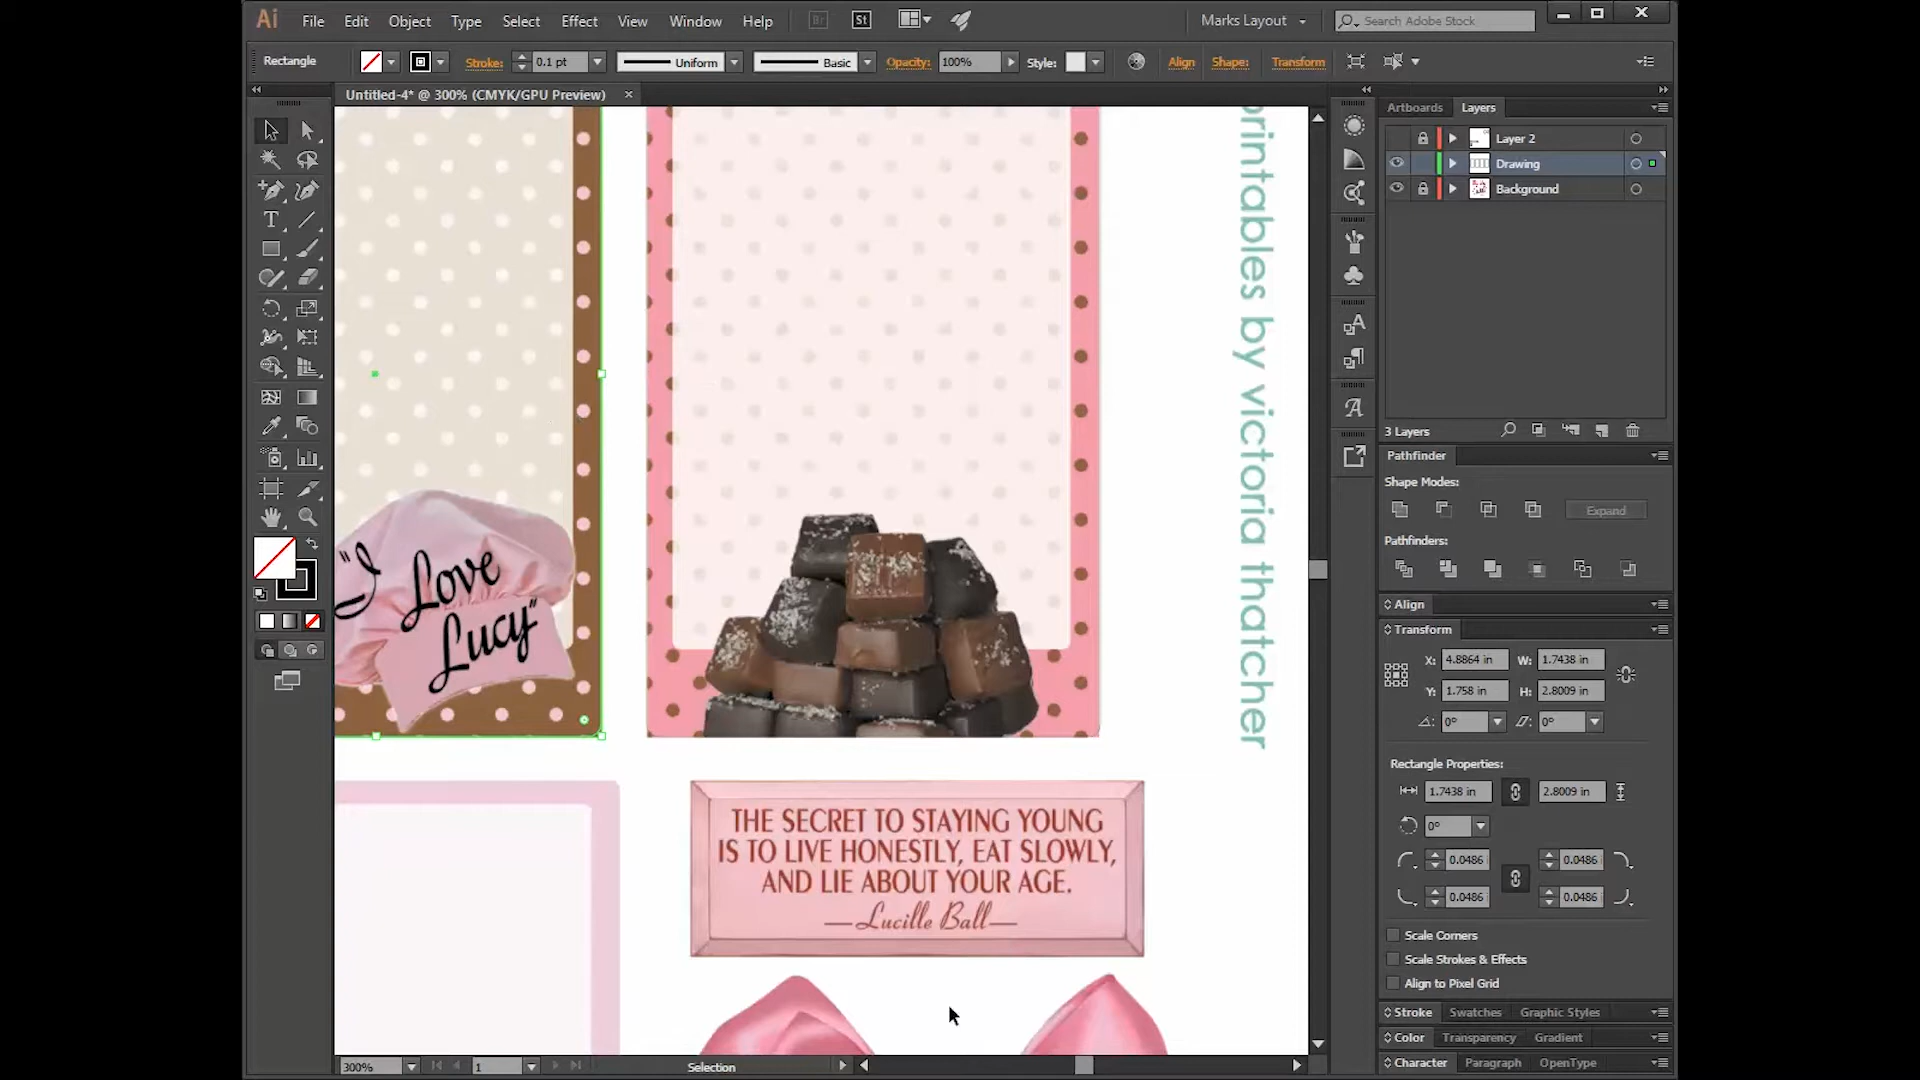 Ai File Edit Object Type Select Effect View Window Help Br St Marks Layout Search Adobe Stock
Rectangle Stroke: 0.1 pt Uniform Basic Opacity: 100% Style: Align Shape: Transform
Untitled-4* @ 300% (CMYK/GPU Preview)
Artboards Layers
Layer 2
Drawing
Background
3 Layers
Pathfinder
Shape Modes:
Expand
Pathfinders:
Align
Transform
X: 4.8864 in W: 1.7438 in
Y: 1.758 in H: 2.8009 in
0° 0°
Rectangle Properties:
1.7438 in 2.8009 in
0°
0.0486 0.0486
0.0486 0.0486
Scale Corners
Scale Strokes & Effects
Align to Pixel Grid
Stroke Swatches Graphic Styles
Color Transparency Gradient
Character Paragraph OpenType
printables by victoria thatcher
"I Love
Lucy"
THE SECRET TO STAYING YOUNG
IS TO LIVE HONESTLY, EAT SLOWLY,
AND LIE ABOUT YOUR AGE.
—Lucille Ball—
300% 1 Selection